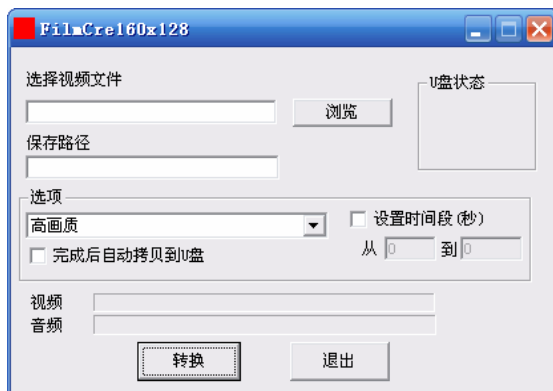 FilmCre160x128
选择视频文件
U盘状态
浏览
保存路径
选项
高画质
设置时间段(秒)
完成后自动拷贝到U盘
从 0 到 0
视频
音频
转换 退出